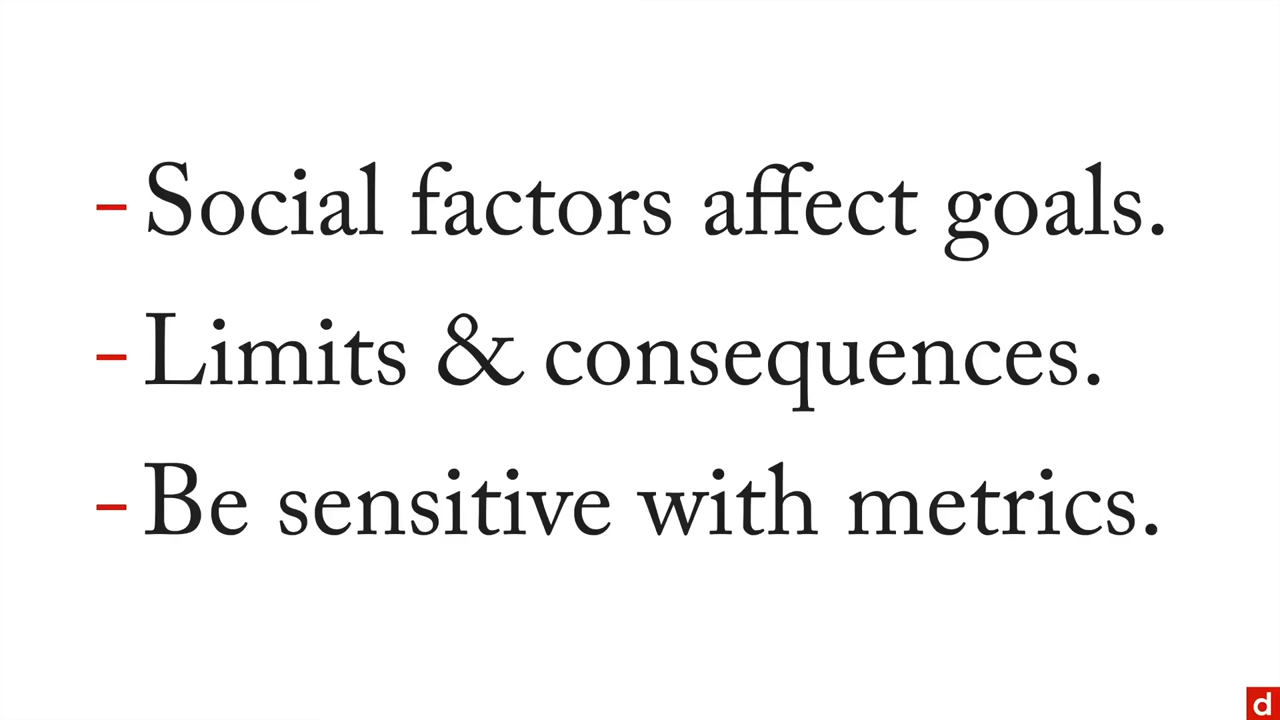 - Social factors affect goals.
- Limits & consequences.
- Be sensitive with metrics.
d